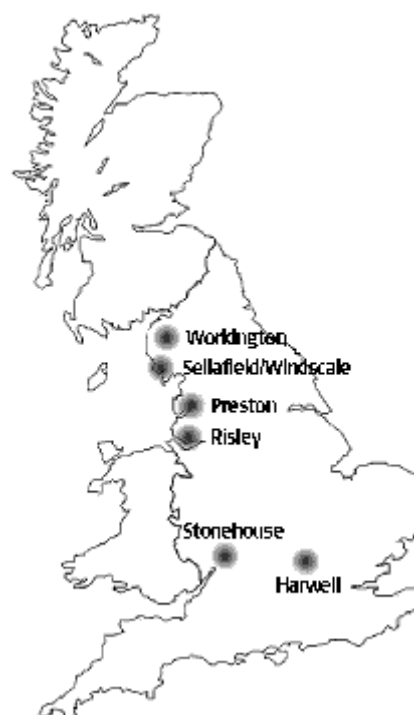 Workington
Sellafield/Windscale
Preston
Risley
Stonehouse
Harwell